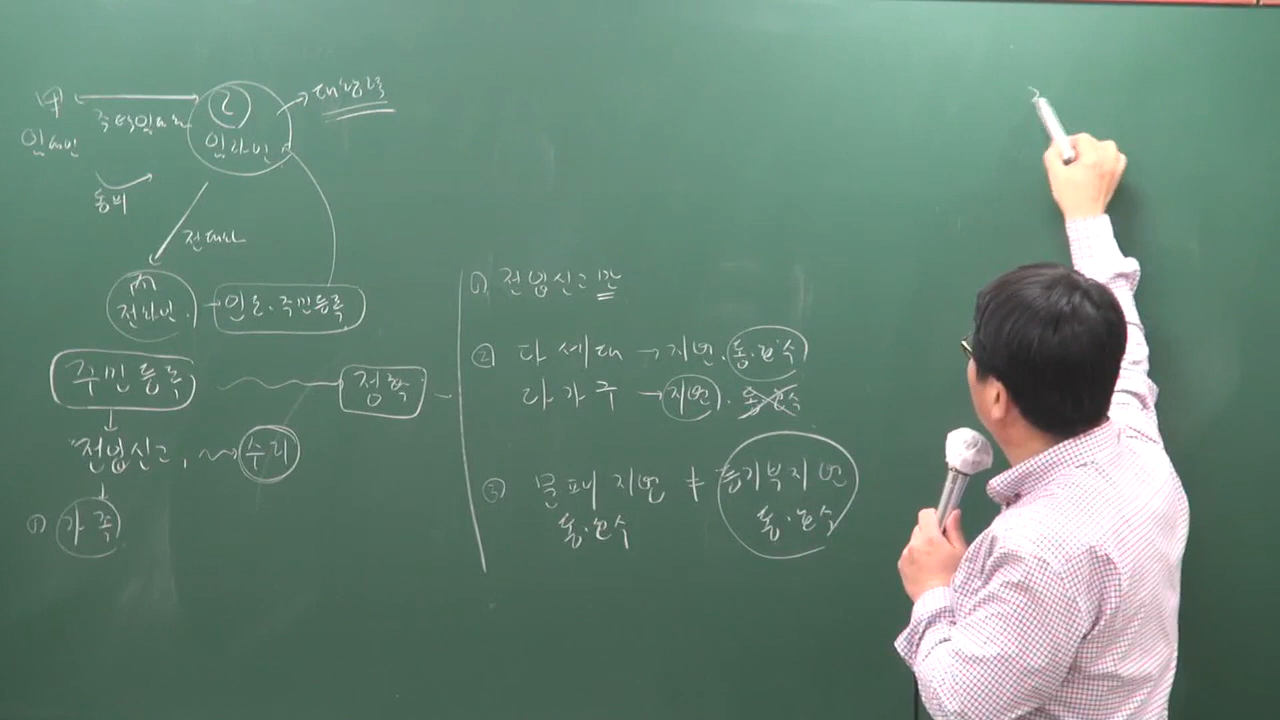 甲
임대인
주택임대차
乙
임차인
대항력
동의
전대차
丙
전차인
인도·주민등록
주민등록
정확
"전입신고,
수리
① 가족
① 전입신고만
② 다세대 → 지번. 동·호수
다가구 → 지번. 동·호수
③ 문패지번 ≠ 등기부지번
동·호수
동·호수